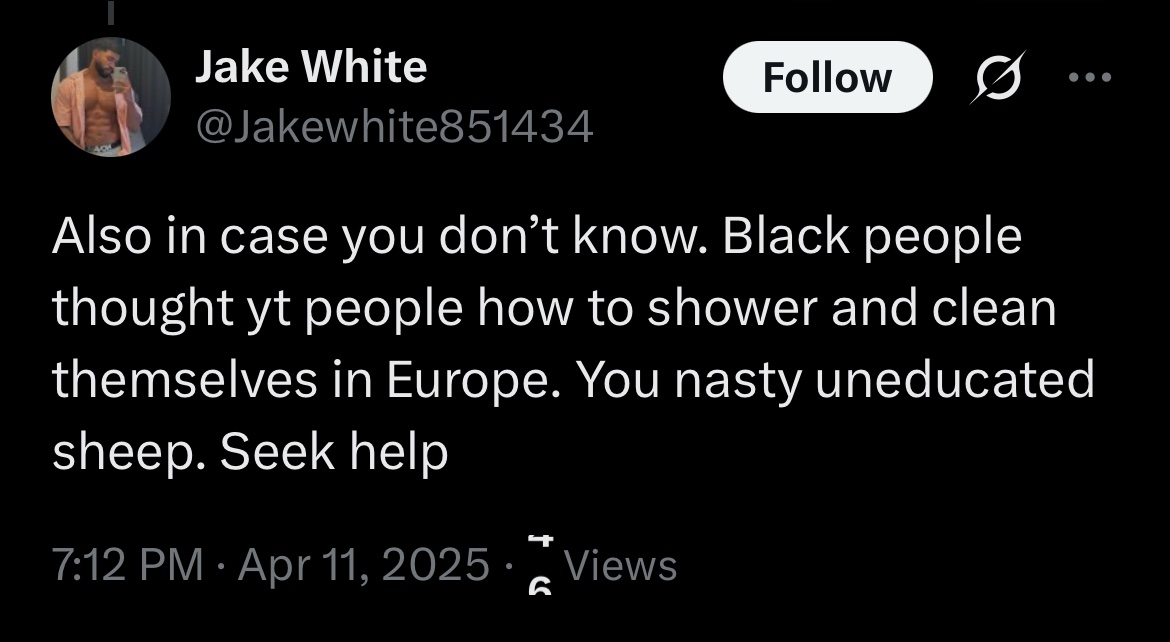 Jake White
Follow
@Jakewhite851434
Also in case you don’t know. Black people
thought yt people how to shower and clean
themselves in Europe. You nasty uneducated
sheep. Seek help
7:12 PM · Apr 11, 2025 · Views